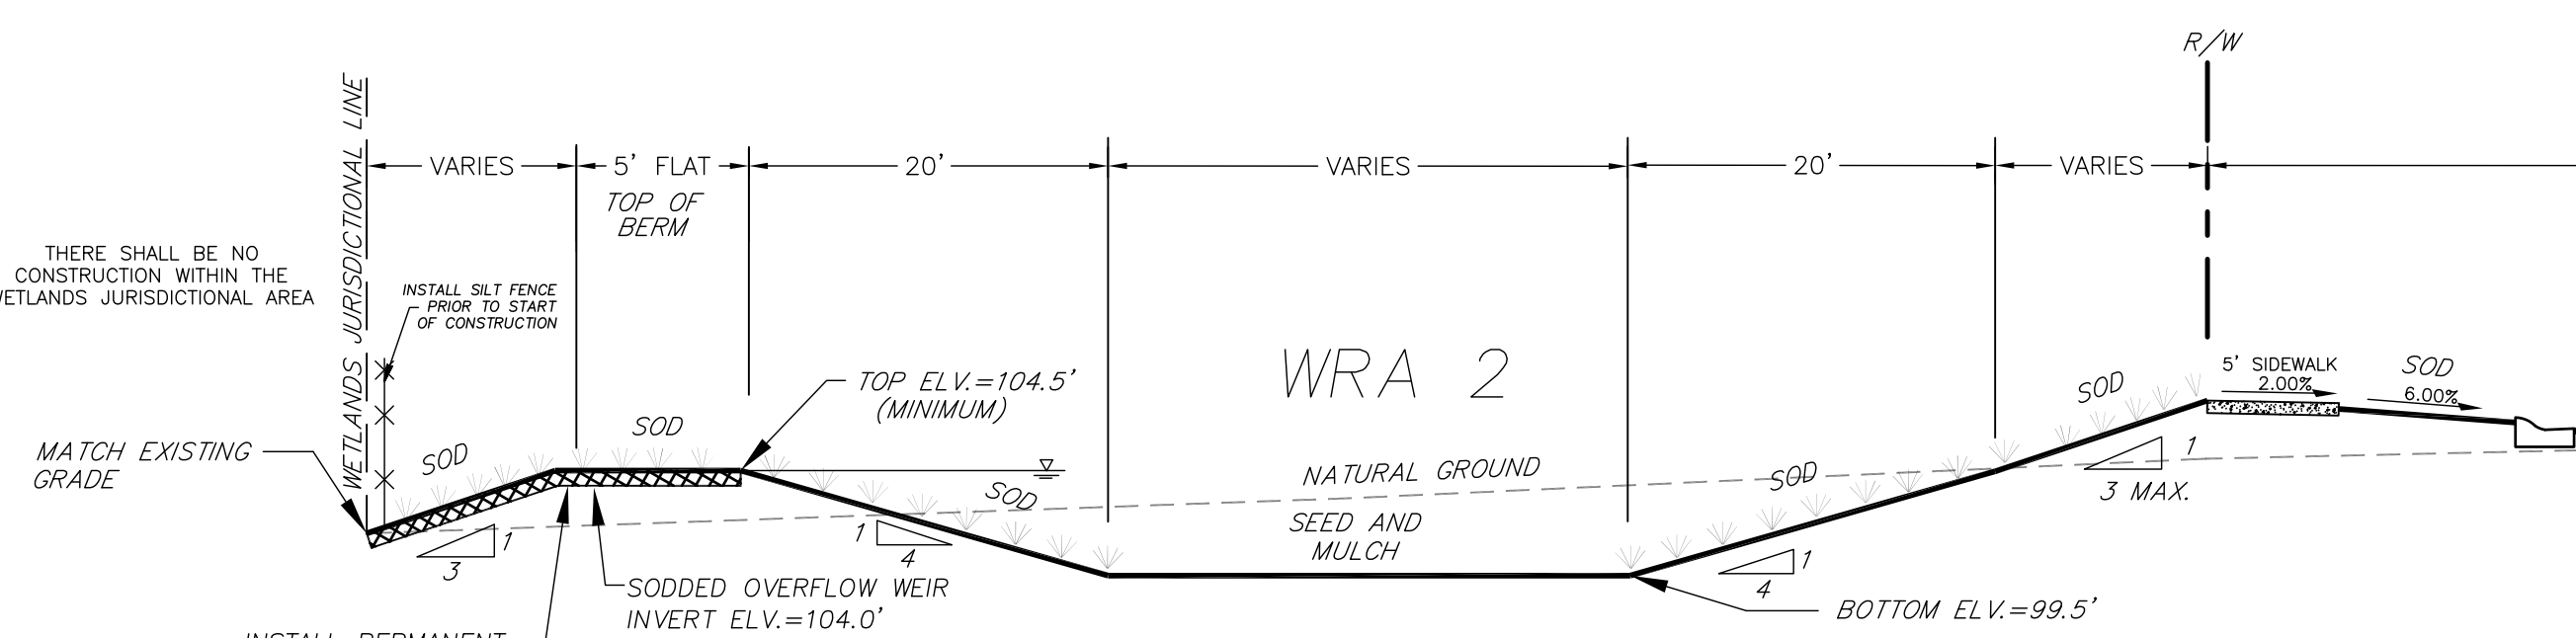 R/W
WETLANDS JURISDICTIONAL LINE
VARIES
5' FLAT
TOP OF
BERM
20'
VARIES
20'
VARIES
THERE SHALL BE NO
CONSTRUCTION WITHIN THE
WETLANDS JURISDICTIONAL AREA
INSTALL SILT FENCE
PRIOR TO START
OF CONSTRUCTION
WRA 2
TOP ELV.=104.5'
(MINIMUM)
5' SIDEWALK
2.00%
SOD
6.00%
SOD
SOD
SOD
MATCH EXISTING
GRADE
NATURAL GROUND
SOD
SOD
SEED AND
MULCH
1
3 MAX.
1
3
1
4
1
4
SODDED OVERFLOW WEIR
INVERT ELV.=104.0'
BOTTOM ELV.=99.5'
INSTALL PERMANENT